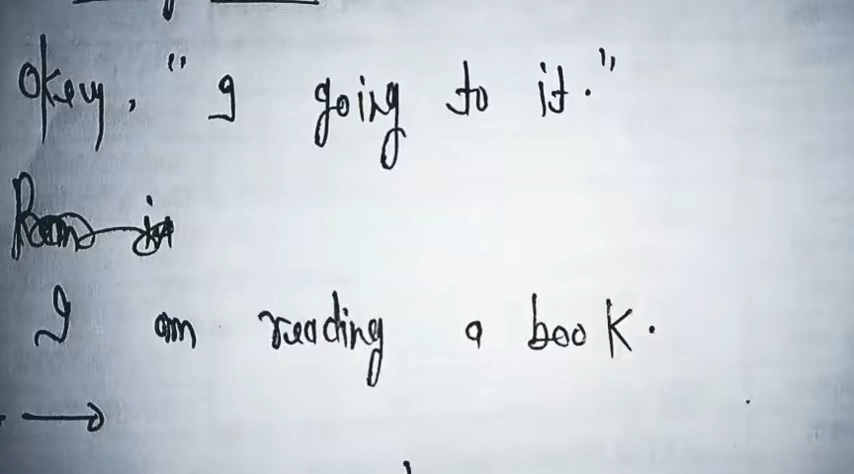 Okey, "I going to it."
I am reading a book.
→